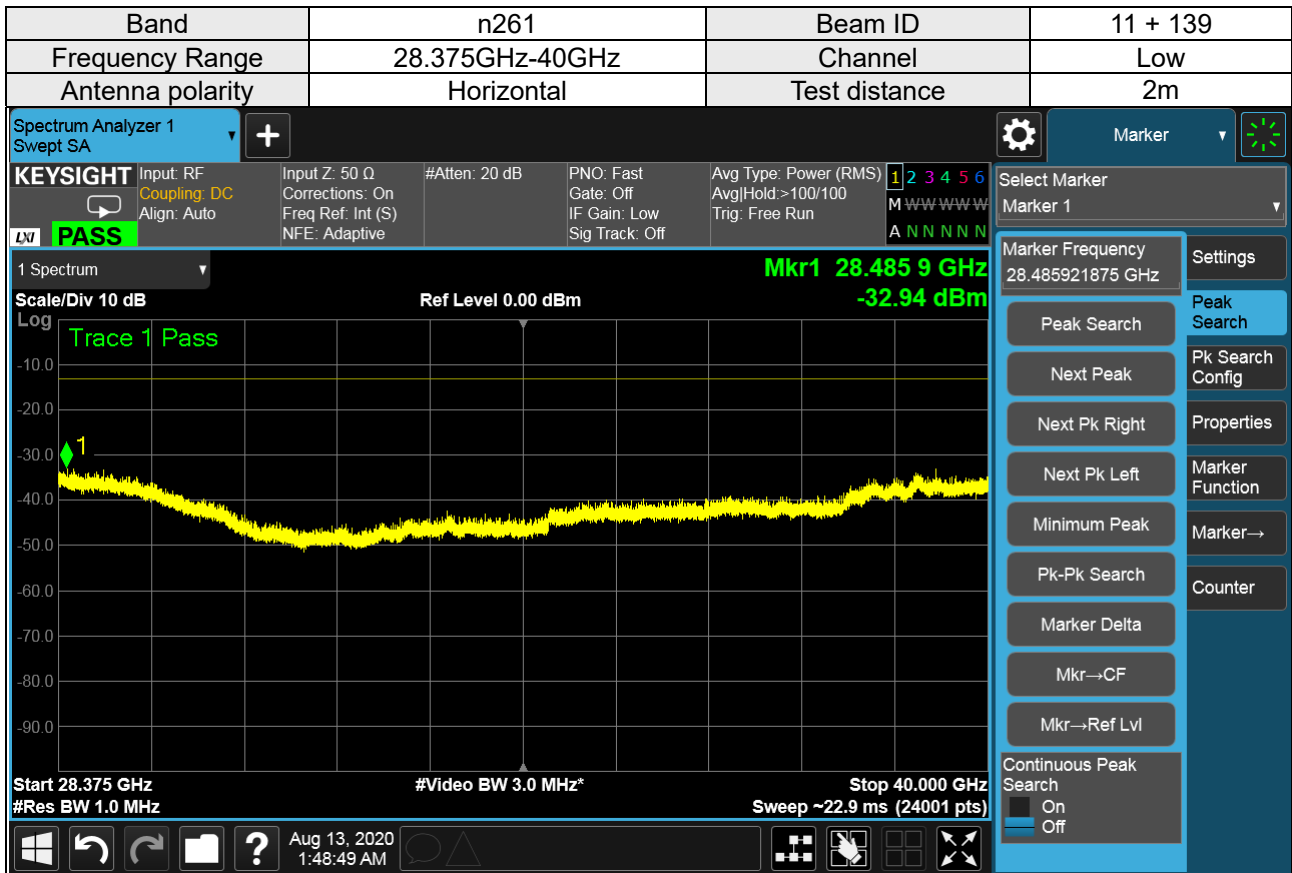 Band n261 Beam ID 11 + 139
Frequency Range 28.375GHz-40GHz Channel Low
Antenna polarity Horizontal Test distance 2m
Spectrum Analyzer 1
Swept SA
+
Marker
KEYSIGHT
LXI PASS
Input: RF
Coupling: DC
Align: Auto
Input Z: 50 Ω
Corrections: On
Freq Ref: Int (S)
NFE: Adaptive
#Atten: 20 dB
PNO: Fast
Gate: Off
IF Gain: Low
Sig Track: Off
Avg Type: Power (RMS)
Avg|Hold:>100/100
Trig: Free Run
1 2 3 4 5 6
M W W W W W
A N N N N N
Select Marker
Marker 1
1 Spectrum
Mkr1 28.485 9 GHz
Scale/Div 10 dB
Ref Level 0.00 dBm
-32.94 dBm
Log
Trace 1 Pass
-10.0
-20.0
-30.0
1
-40.0
-50.0
-60.0
-70.0
-80.0
-90.0
Start 28.375 GHz
#Video BW 3.0 MHz*
Stop 40.000 GHz
#Res BW 1.0 MHz
Sweep ~22.9 ms (24001 pts)
Marker Frequency
28.485921875 GHz
Peak Search
Next Peak
Next Pk Right
Next Pk Left
Minimum Peak
Pk-Pk Search
Marker Delta
Mkr→CF
Mkr→Ref Lvl
Continuous Peak
Search
On
Off
Settings
Peak
Search
Pk Search
Config
Properties
Marker
Function
Marker→
Counter
?
Aug 13, 2020
1:48:49 AM